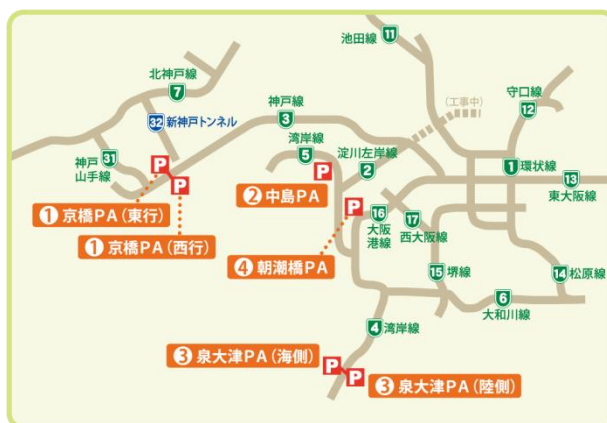 池田線
11
北神戸線
7
32
新神戸トンネル
神戸線
3
(工事中)
守口線
12
湾岸線
5
淀川左岸線
2
神戸
山手線
31
1
環状線
13
東大阪線
P
P
P
P
① 京橋PA(東行)
① 京橋PA(西行)
② 中島PA
16
大阪
港線
17
西大阪線
④ 朝潮橋PA
15
堺線
14
松原線
6
大和川線
4
湾岸線
③ 泉大津PA(海側)
P
P
③ 泉大津PA(陸側)